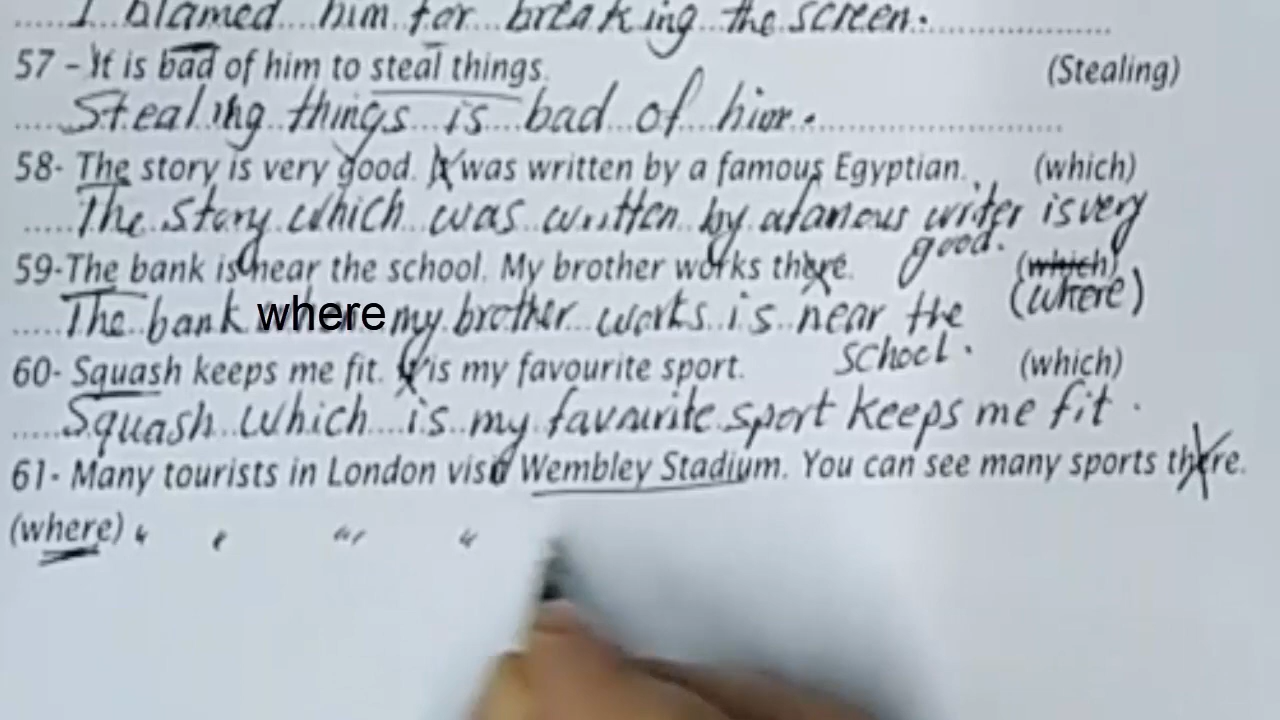 I blamed him for breaking the screen.
57 - It is bad of him to steal things. (Stealing)
Stealing things is bad of him.
58- The story is very good. It was written by a famous Egyptian. (which)
The story which was written by a famous writer is very
good.
59-The bank is near the school. My brother works there. (which)
(where)
The bank where my brother works is near the
school.
60- Squash keeps me fit. It is my favourite sport. (which)
Squash which is my favourite sport keeps me fit.
61- Many tourists in London visit Wembley Stadium. You can see many sports there.
(where) " " " "